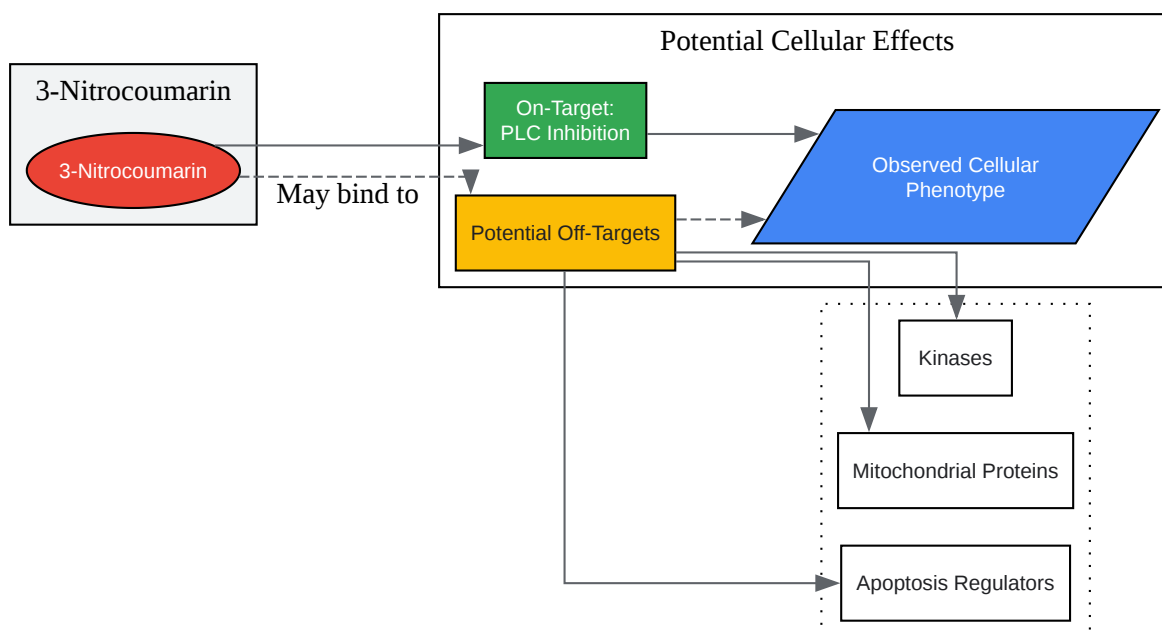 Potential Cellular Effects
3-Nitrocoumarin
3-Nitrocoumarin
May bind to
On-Target:
PLC Inhibition
Potential Off-Targets
Observed Cellular
Phenotype
Kinases
Mitochondrial Proteins
Apoptosis Regulators